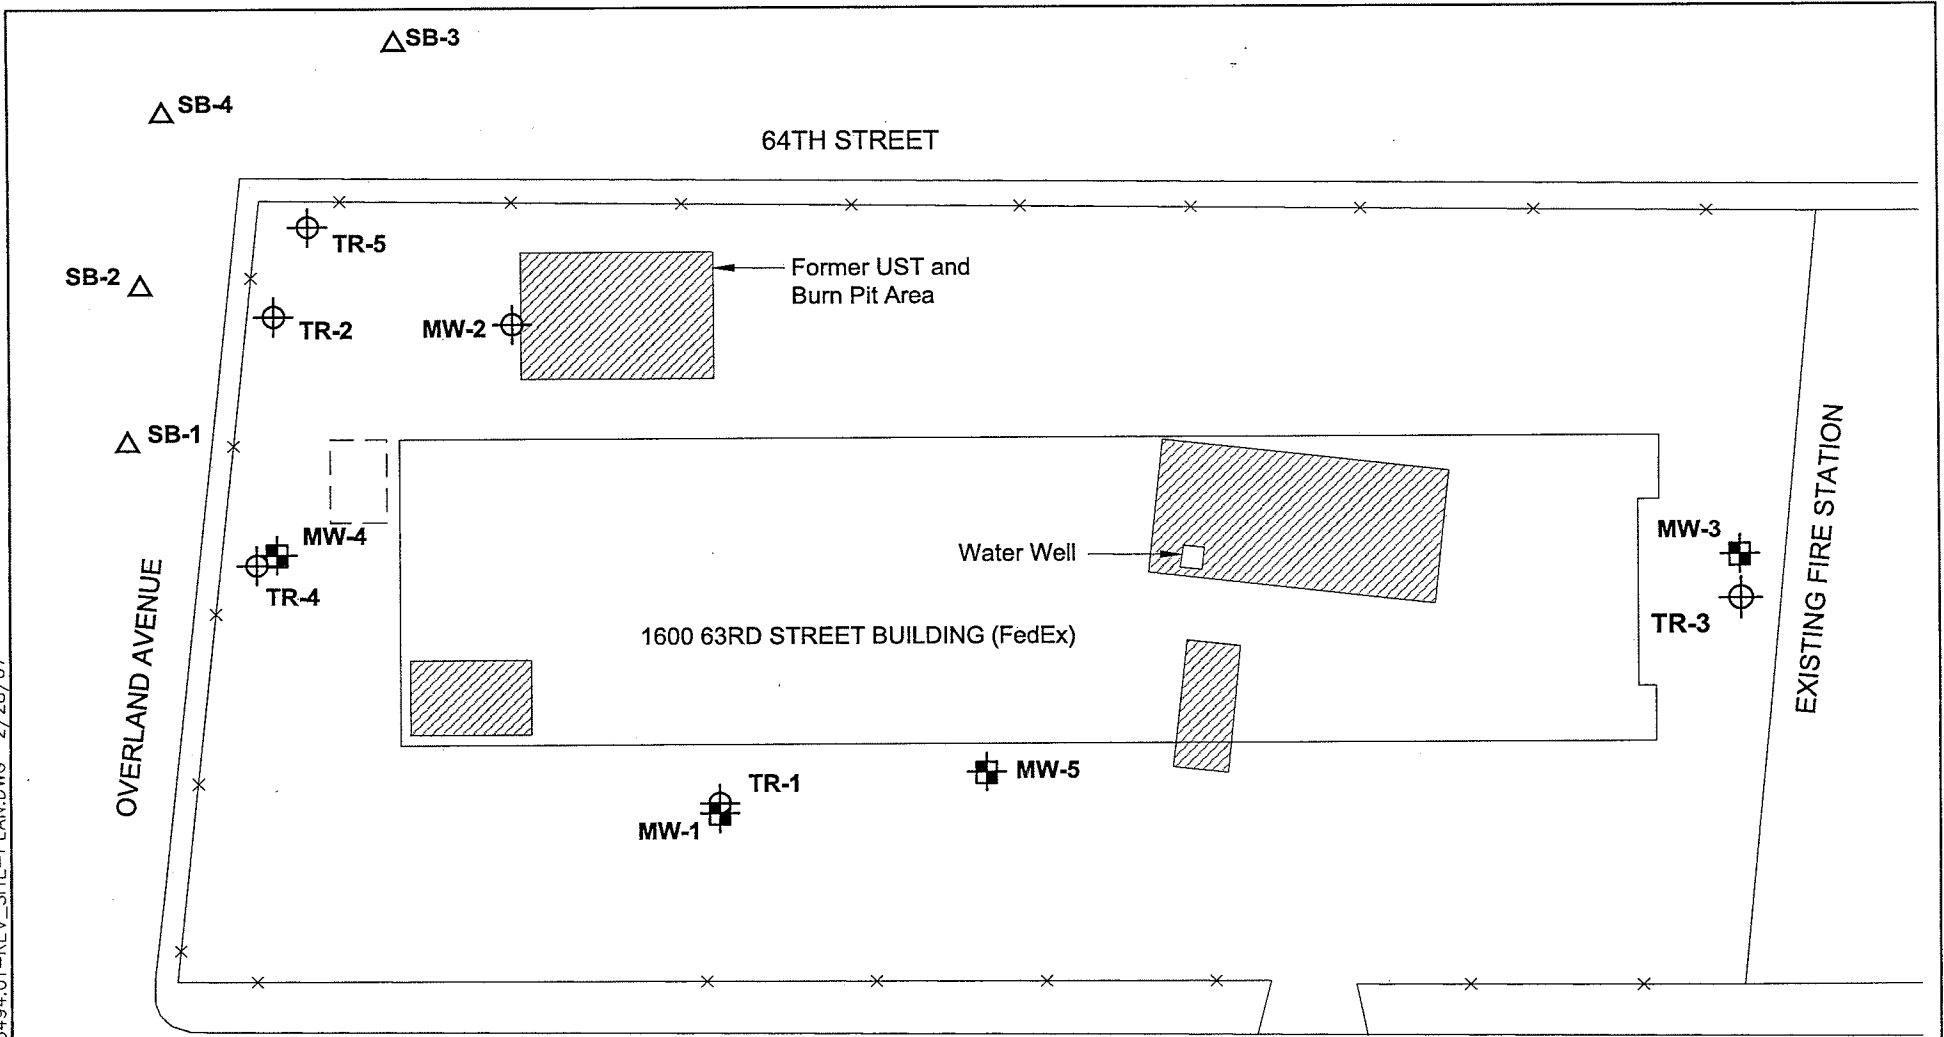 SB-3
SB-4
64TH STREET
TR-5
SB-2
Former UST and
Burn Pit Area
TR-2
MW-2
SB-1
MW-4
TR-4
Water Well
MW-3
TR-3
EXISTING FIRE STATION
OVERLAND AVENUE
1600 63RD STREET BUILDING (FedEx)
MW-5
TR-1
MW-1